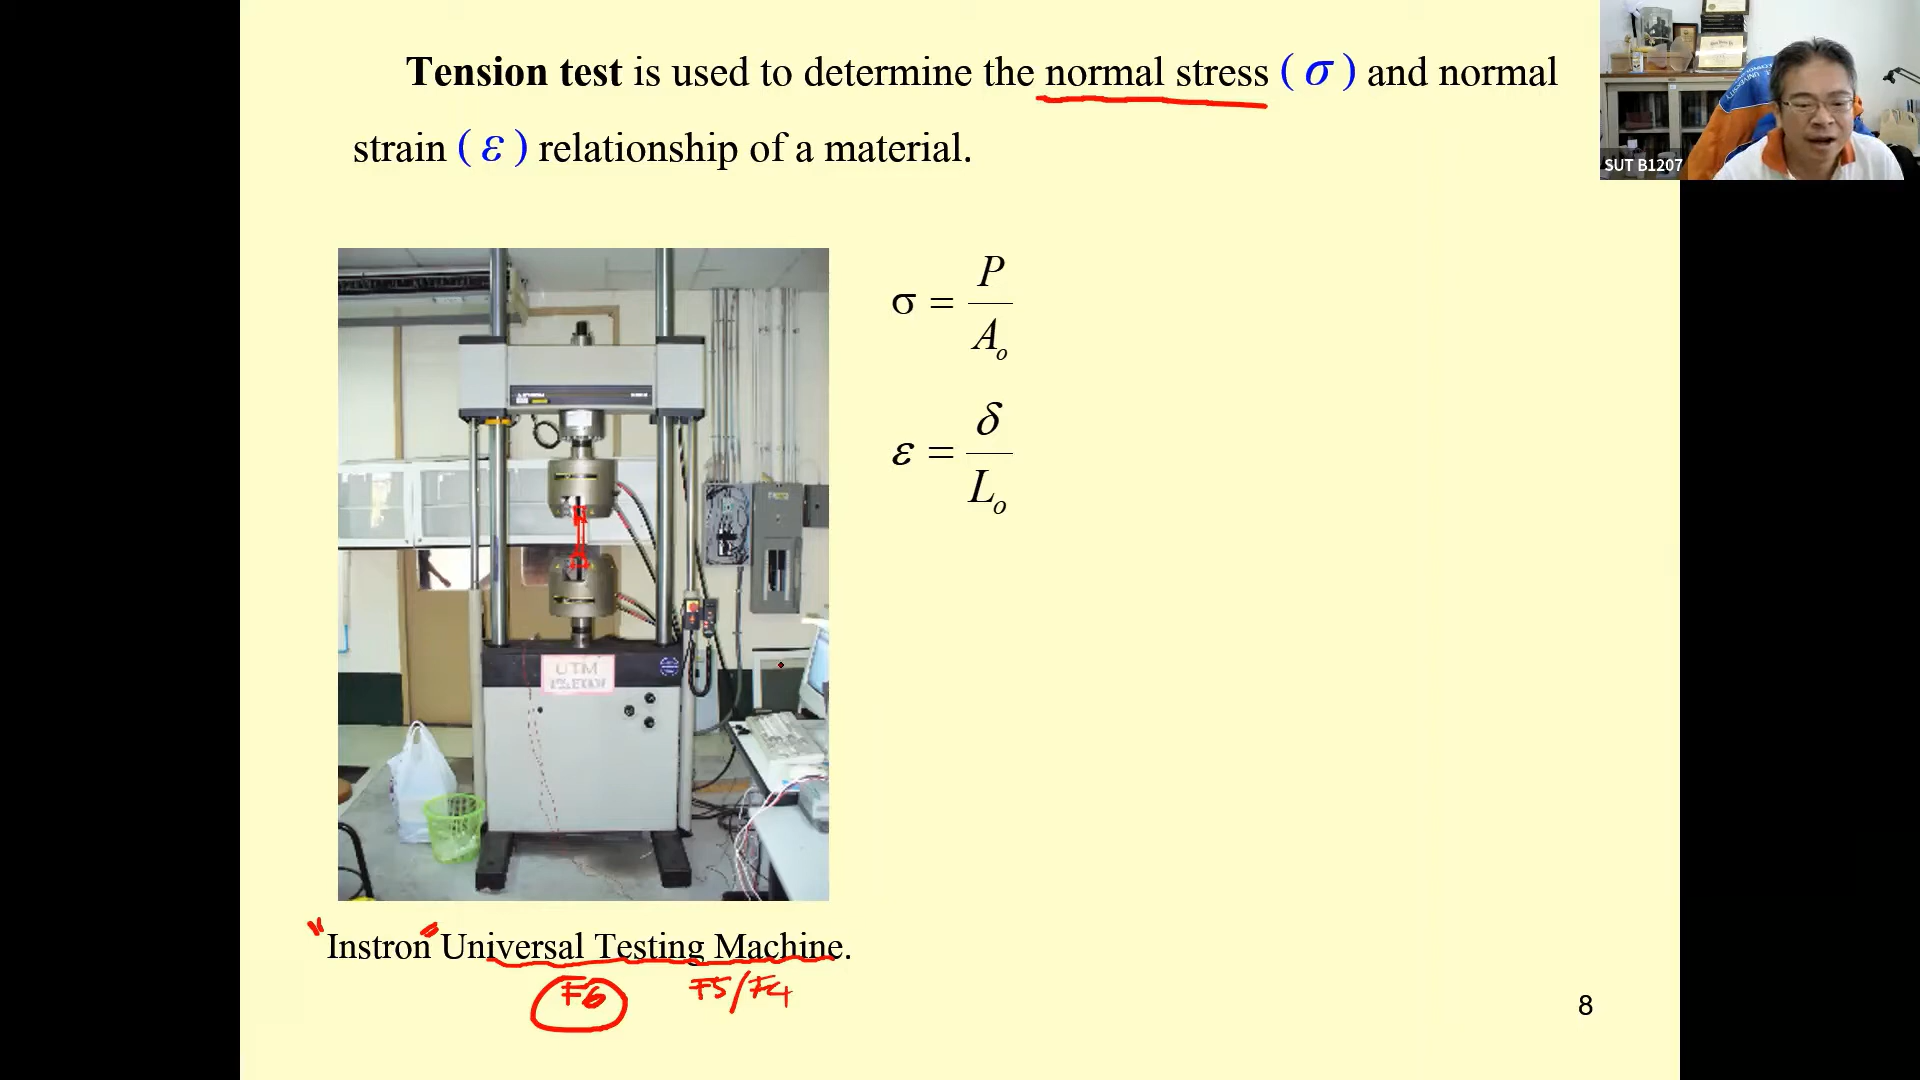 Tension test is used to determine the normal stress ( σ ) and normal
strain ( ε ) relationship of a material.
SUT B1207
σ = P / Aₒ
ε = δ / Lₒ
UTM
"Instron" Universal Testing Machine.
F6 F5/F4
8